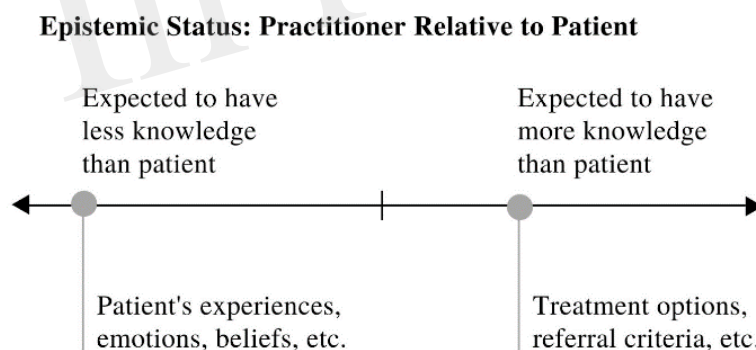 Epistemic Status: Practitioner Relative to Patient
Expected to have
less knowledge
than patient
Expected to have
more knowledge
than patient
Patient's experiences,
emotions, beliefs, etc.
Treatment options,
referral criteria, etc.